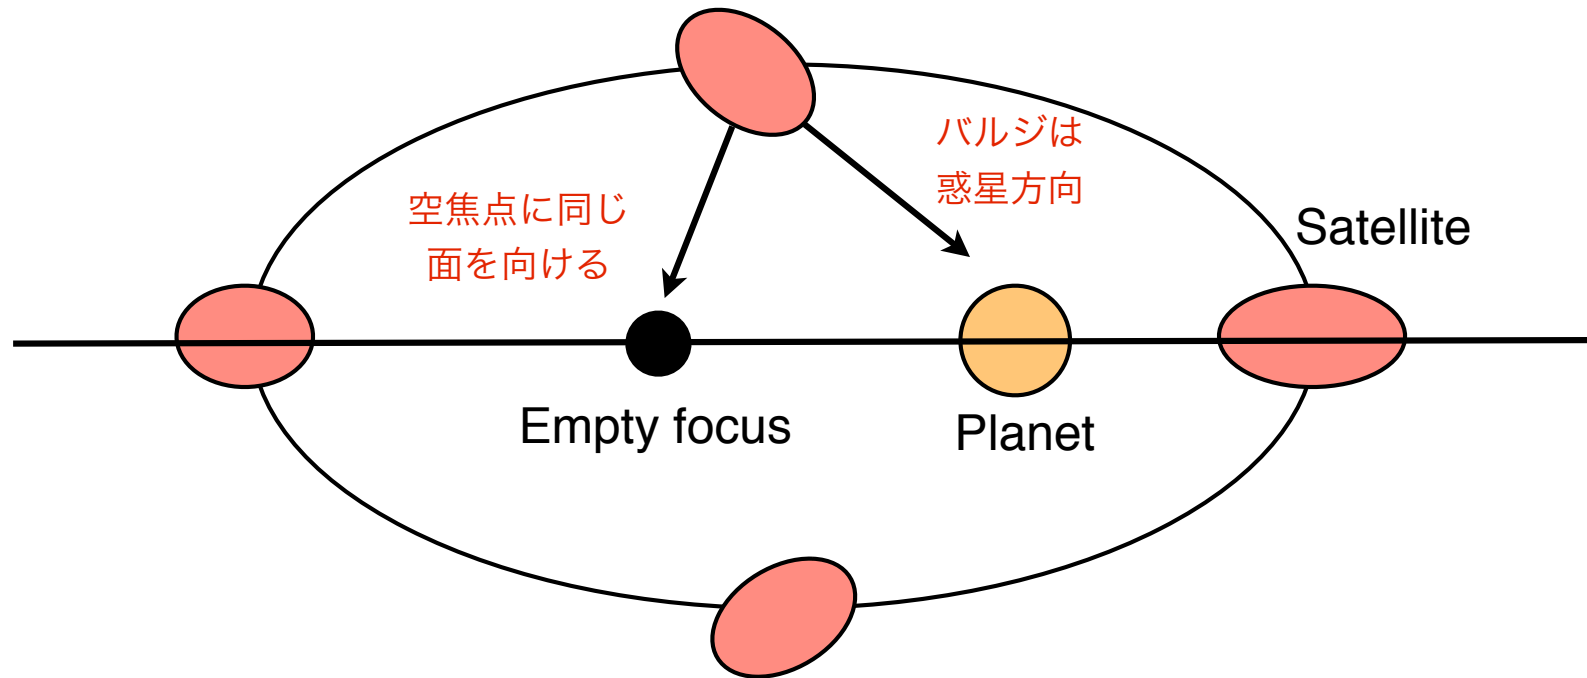 バルジは
惑星方向
空焦点に同じ
面を向ける
Satellite
Empty focus
Planet